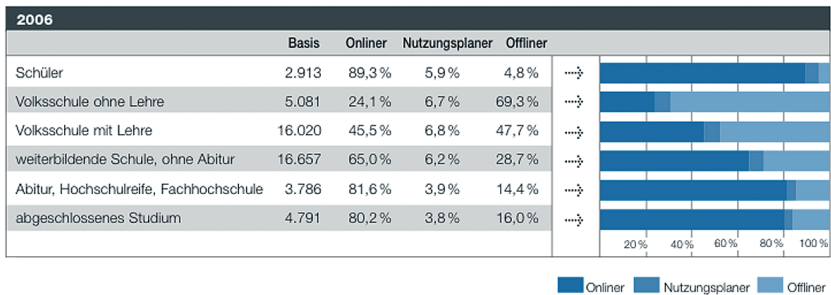 2006
Basis Onliner Nutzungsplaner Offliner
Schüler 2.913 89,3 % 5,9 % 4,8 %
Volksschule ohne Lehre 5.081 24,1 % 6,7 % 69,3 %
Volksschule mit Lehre 16.020 45,5 % 6,8 % 47,7 %
weiterbildende Schule, ohne Abitur 16.657 65,0 % 6,2 % 28,7 %
Abitur, Hochschulreife, Fachhochschule 3.786 81,6 % 3,9 % 14,4 %
abgeschlossenes Studium 4.791 80,2 % 3,8 % 16,0 %
20 % 40 % 60 % 80 % 100 %
Onliner Nutzungsplaner Offliner